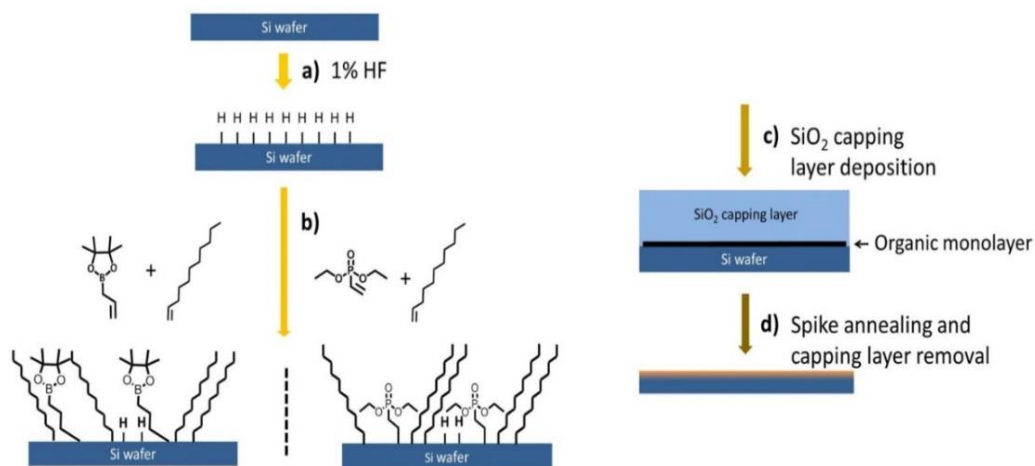 Si wafer
a) 1% HF
H H H H H H H H H
Si wafer
b)
O O
B
+
O
O P O
+
O O
B
O O
B
H H
Si wafer
O
O P O
O
O P O
H H
Si wafer
c) SiO₂ capping
layer deposition
SiO₂ capping layer
Organic monolayer
Si wafer
d) Spike annealing and
capping layer removal